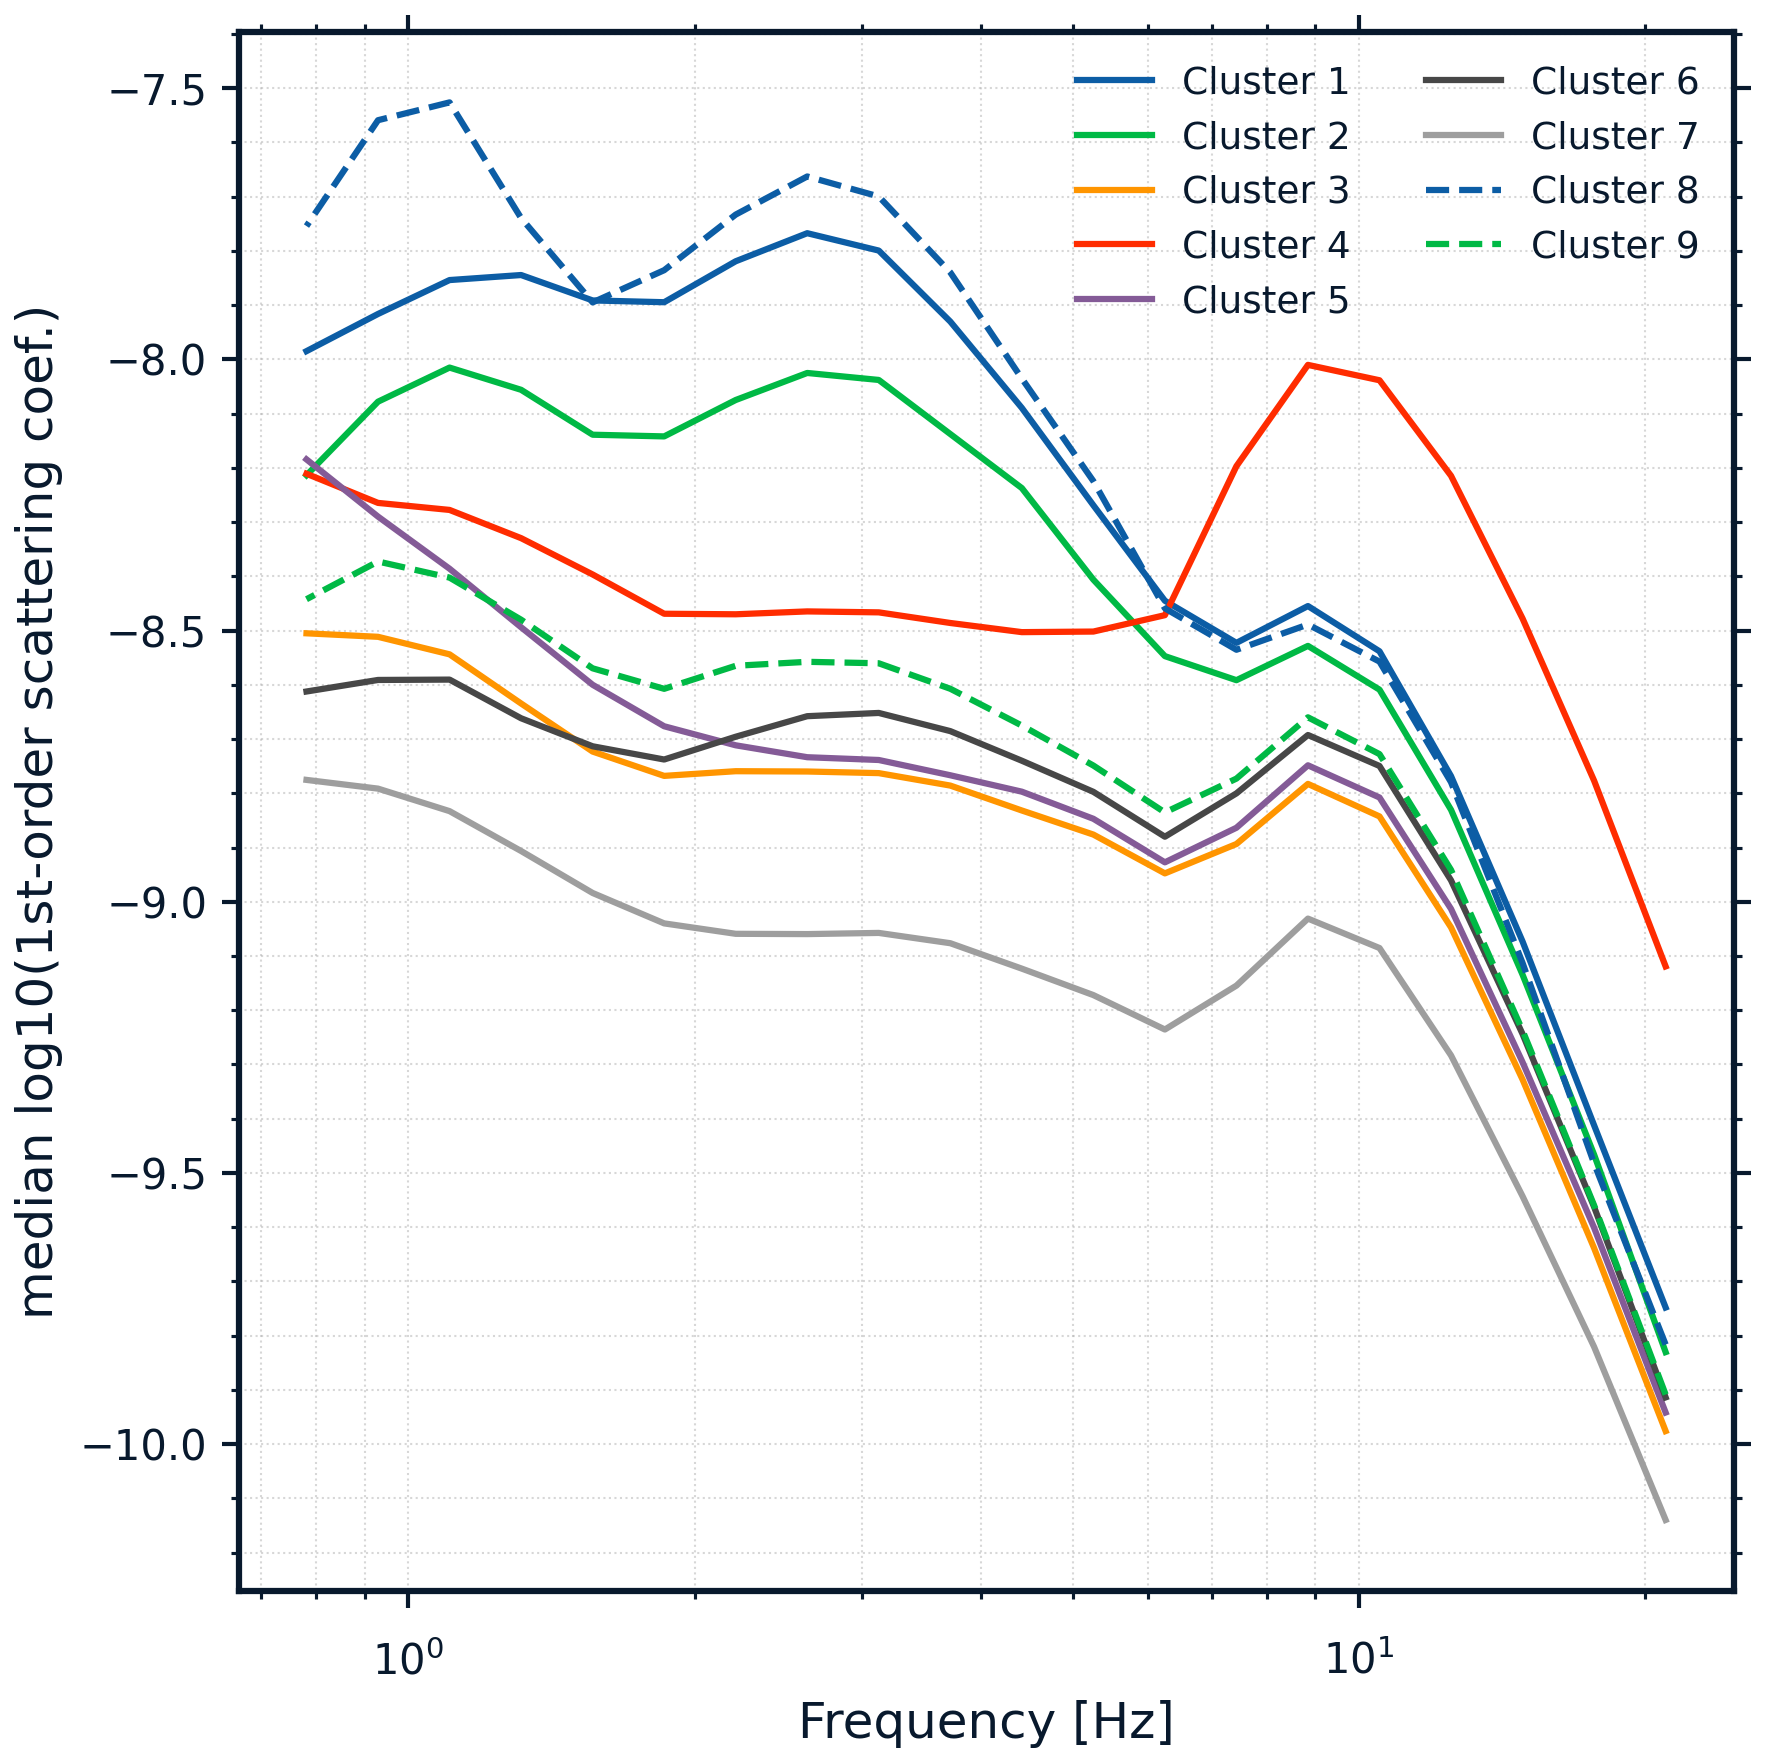 −7.5
−8.0
−8.5
−9.0
−9.5
−10.0
median log10(1st-order scattering coef.)
Cluster 1
Cluster 2
Cluster 3
Cluster 4
Cluster 5
Cluster 6
Cluster 7
Cluster 8
Cluster 9
10⁰
10¹
Frequency [Hz]